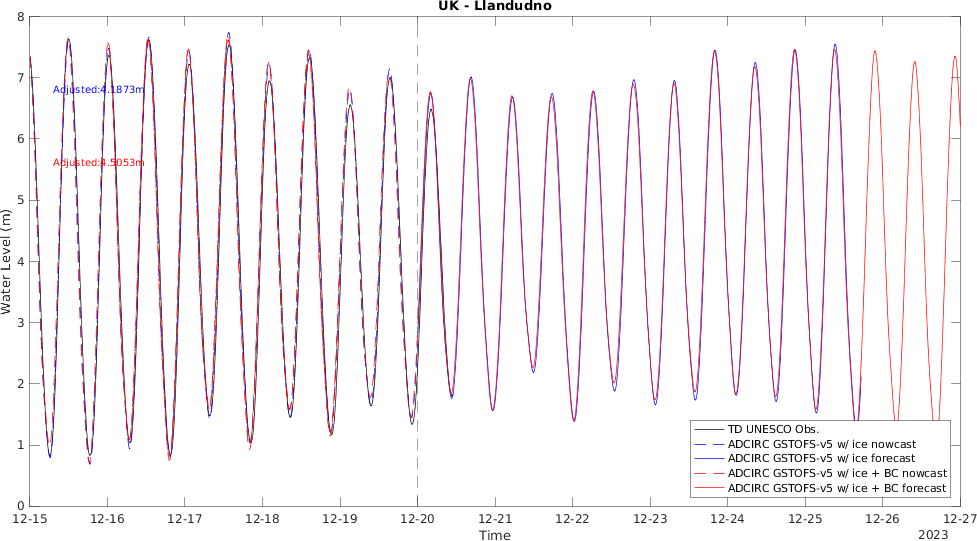 UK - Llandudno
8
7
6
5
4
3
2
1
0
Water Level (m)
Adjusted:4.1873m
Adjusted:4.5053m
TD UNESCO Obs.
ADCIRC GSTOFS-v5 w/ ice nowcast
ADCIRC GSTOFS-v5 w/ ice forecast
ADCIRC GSTOFS-v5 w/ ice + BC nowcast
ADCIRC GSTOFS-v5 w/ ice + BC forecast
12-15 12-16 12-17 12-18 12-19 12-20 12-21 12-22 12-23 12-24 12-25 12-26 12-27
Time
2023